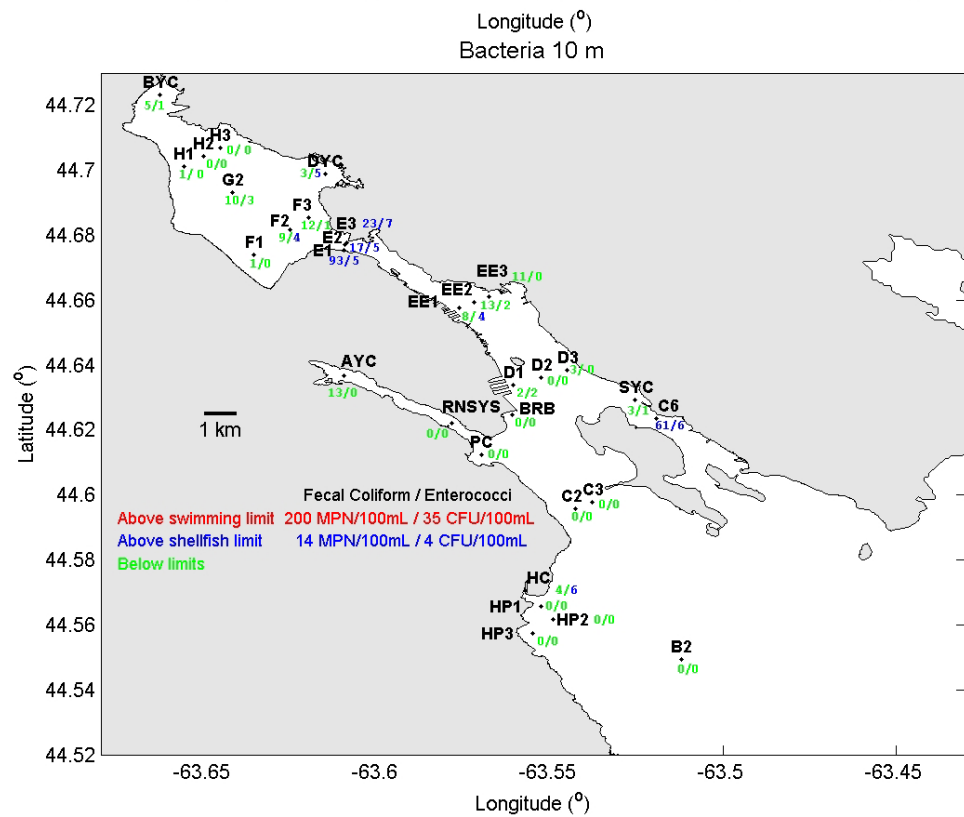 Longitude (o)
Bacteria 10 m
BYC
44.72
5/1
H3
H2
0/0
H1
0/0
44.7
1/0
DYC
3/5
G2
10/3
F3
12/1
F2
9/4
E3
23/7
44.68
F1
E2
17/5
E1
93/5
1/0
44.66
EE3
11/0
EE2
13/2
EE1
8/4
44.64
AYC
13/0
D3
3/0
D2
0/0
D1
2/2
SYC
3/1
C6
61/6
RNSYS
0/0
BRB
0/0
44.62
1 km
PC
0/0
44.6
C3
0/0
C2
0/0
Fecal Coliform / Enterococci
Above swimming limit 200 MPN/100mL / 35 CFU/100mL
Above shellfish limit 14 MPN/100mL / 4 CFU/100mL
Below limits
44.58
HC
4/6
HP1
0/0
HP2
0/0
44.56
HP3
0/0
B2
0/0
44.54
44.52
-63.65
-63.6
-63.55
-63.5
-63.45
Longitude (o)
Latitude (o)